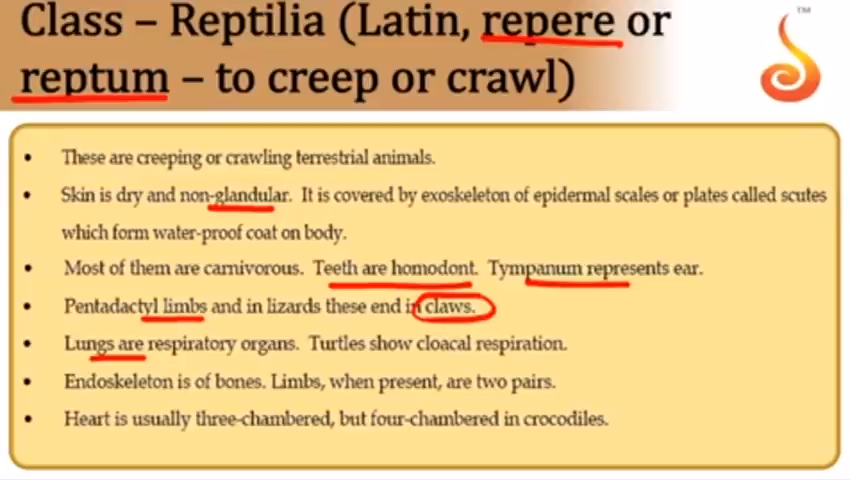 Class – Reptilia (Latin, repere or
reptum – to creep or crawl)
TM
• These are creeping or crawling terrestrial animals.
• Skin is dry and non-glandular. It is covered by exoskeleton of epidermal scales or plates called scutes
which form water-proof coat on body.
• Most of them are carnivorous. Teeth are homodont. Tympanum represents ear.
• Pentadactyl limbs and in lizards these end in claws.
• Lungs are respiratory organs. Turtles show cloacal respiration.
• Endoskeleton is of bones. Limbs, when present, are two pairs.
• Heart is usually three-chambered, but four-chambered in crocodiles.